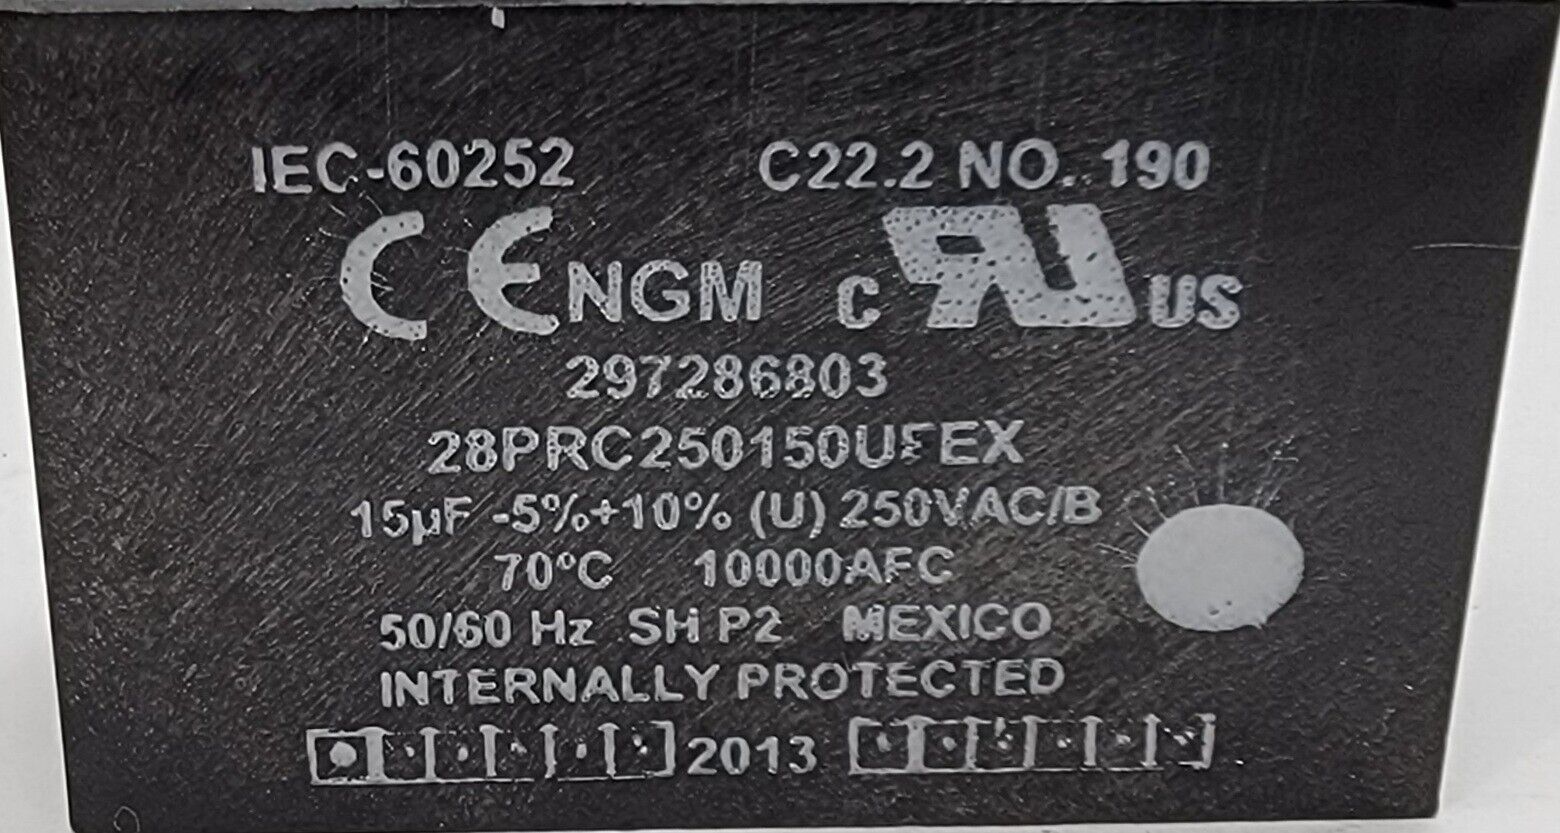 IEC-60252 C22.2 NO. 190
CE NGM c RU US
297286803
28PRC250150UFEX
15µF -5%+10% (U) 250VAC/B
70°C 10000AFC
50/60 Hz SH P2 MEXICO
INTERNALLY PROTECTED
2013